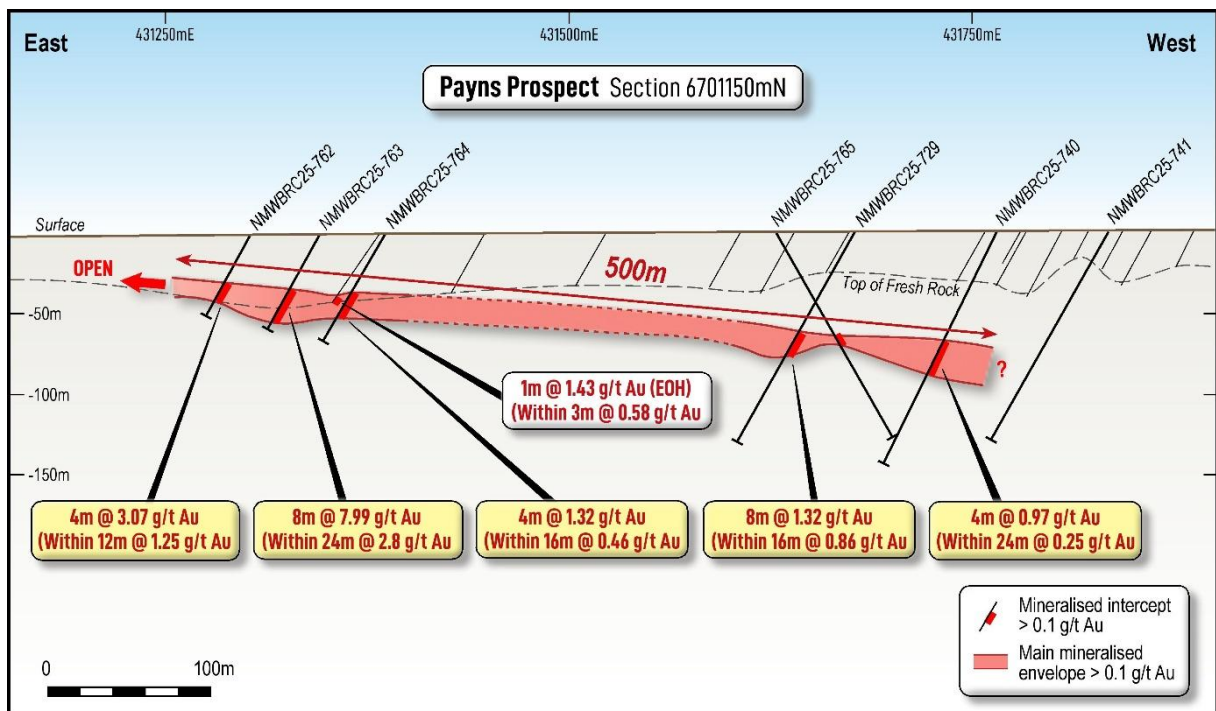 431250mE
431500mE
431750mE
East
West
Payns Prospect Section 6701150mN
NMWBRC25-762
NMWBRC25-763
NMWBRC25-764
NMWBRC25-765
NMWBRC25-729
NMWBRC25-740
NMWBRC25-741
Surface
OPEN
500m
Top of Fresh Rock
-50m
?
-100m
1m @ 1.43 g/t Au (EOH)
(Within 3m @ 0.58 g/t Au
-150m
4m @ 3.07 g/t Au
(Within 12m @ 1.25 g/t Au
8m @ 7.99 g/t Au
(Within 24m @ 2.8 g/t Au
4m @ 1.32 g/t Au
(Within 16m @ 0.46 g/t Au
8m @ 1.32 g/t Au
(Within 16m @ 0.86 g/t Au
4m @ 0.97 g/t Au
(Within 24m @ 0.25 g/t Au
Mineralised intercept
> 0.1 g/t Au
Main mineralised
envelope > 0.1 g/t Au
0
100m